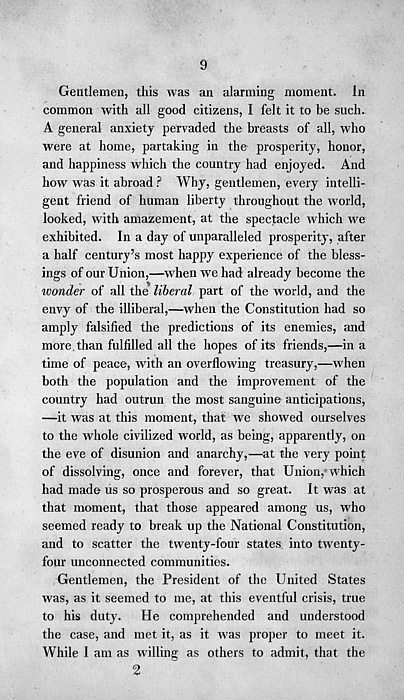 9
Gentlemen, this was an alarming moment. In
common with all good citizens, I felt it to be such.
A general anxiety pervaded the breasts of all, who
were at home, partaking in the prosperity, honor,
and happiness which the country had enjoyed. And
how was it abroad? Why, gentlemen, every intelli-
gent friend of human liberty throughout the world,
looked, with amazement, at the spectacle which we
exhibited. In a day of unparalleled prosperity, after
a half century's most happy experience of the bless-
ings of our Union,—when we had already become the
wonder of all the liberal part of the world, and the
envy of the illiberal,—when the Constitution had so
amply falsified the predictions of its enemies, and
more than fulfilled all the hopes of its friends,—in a
time of peace, with an overflowing treasury,—when
both the population and the improvement of the
country had outrun the most sanguine anticipations,
—it was at this moment, that we showed ourselves
to the whole civilized world, as being, apparently, on
the eve of disunion and anarchy,—at the very point
of dissolving, once and forever, that Union, which
had made us so prosperous and so great. It was at
that moment, that those appeared among us, who
seemed ready to break up the National Constitution,
and to scatter the twenty-four states into twenty-
four unconnected communities.
Gentlemen, the President of the United States
was, as it seemed to me, at this eventful crisis, true
to his duty. He comprehended and understood
the case, and met it, as it was proper to meet it.
While I am as willing as others to admit, that the
2